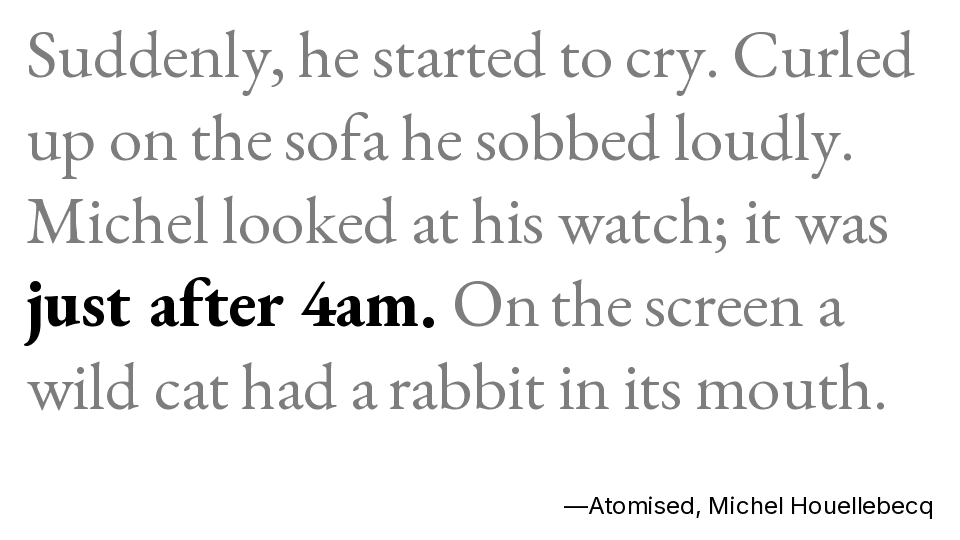 Suddenly, he started to cry. Curled
up on the sofa he sobbed loudly.
Michel looked at his watch; it was
just after 4am. On the screen a
wild cat had a rabbit in its mouth.
—Atomised, Michel Houellebecq